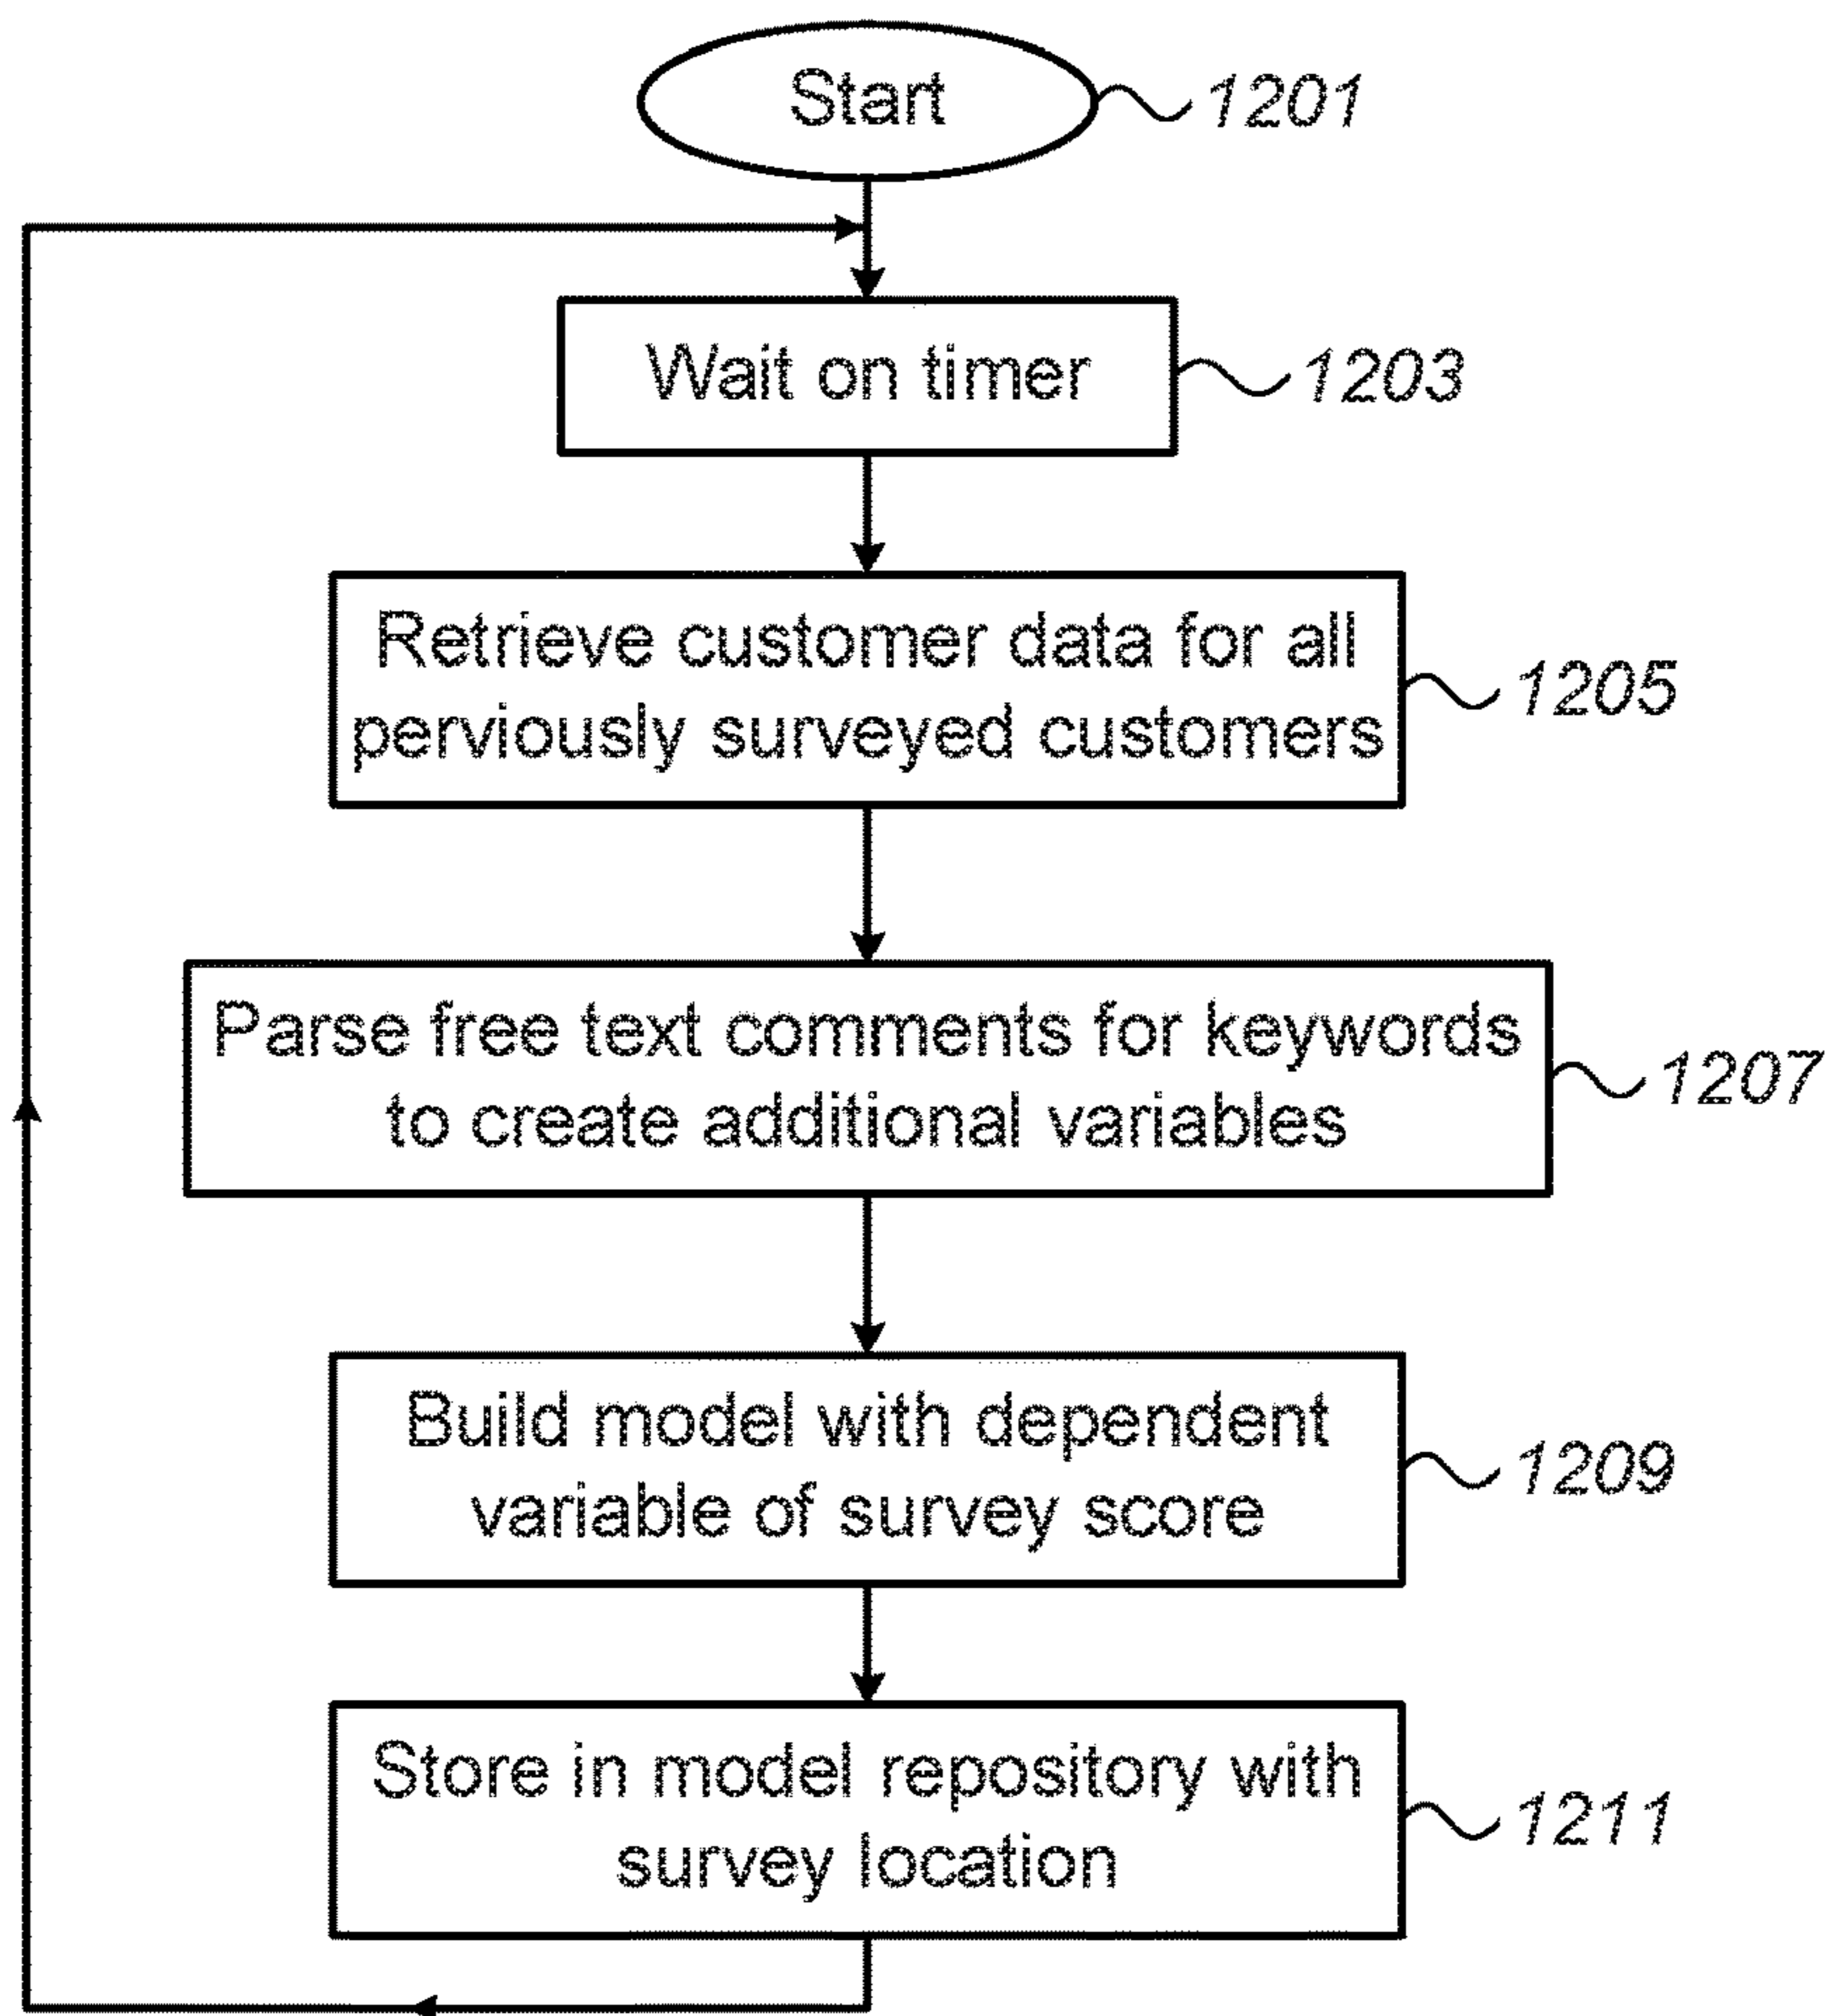 Start
1201
Wait on timer
1203
Retrieve customer data for all
perviously surveyed customers
1205
Parse free text comments for keywords
to create additional variables
1207
Build model with dependent
variable of survey score
1209
Store in model repository with
survey location
1211